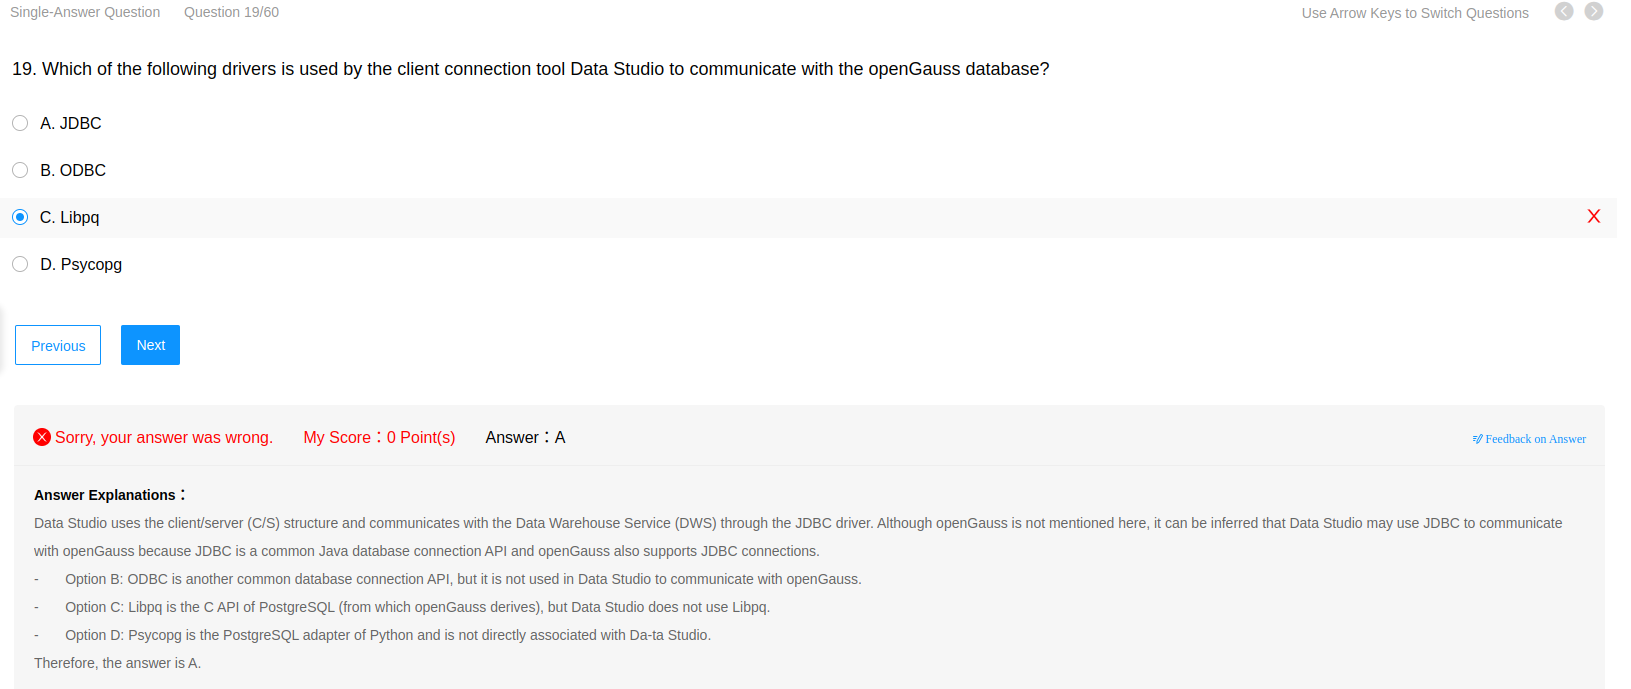 Single-Answer Question Question 19/60 Use Arrow Keys to Switch Questions
19. Which of the following drivers is used by the client connection tool Data Studio to communicate with the openGauss database?
A. JDBC
B. ODBC
C. Libpq
D. Psycopg
Previous Next
Sorry, your answer was wrong. My Score：0 Point(s) Answer：A Feedback on Answer
Answer Explanations：
Data Studio uses the client/server (C/S) structure and communicates with the Data Warehouse Service (DWS) through the JDBC driver. Although openGauss is not mentioned here, it can be inferred that Data Studio may use JDBC to communicate
with openGauss because JDBC is a common Java database connection API and openGauss also supports JDBC connections.
- Option B: ODBC is another common database connection API, but it is not used in Data Studio to communicate with openGauss.
- Option C: Libpq is the C API of PostgreSQL (from which openGauss derives), but Data Studio does not use Libpq.
- Option D: Psycopg is the PostgreSQL adapter of Python and is not directly associated with Da-ta Studio.
Therefore, the answer is A.